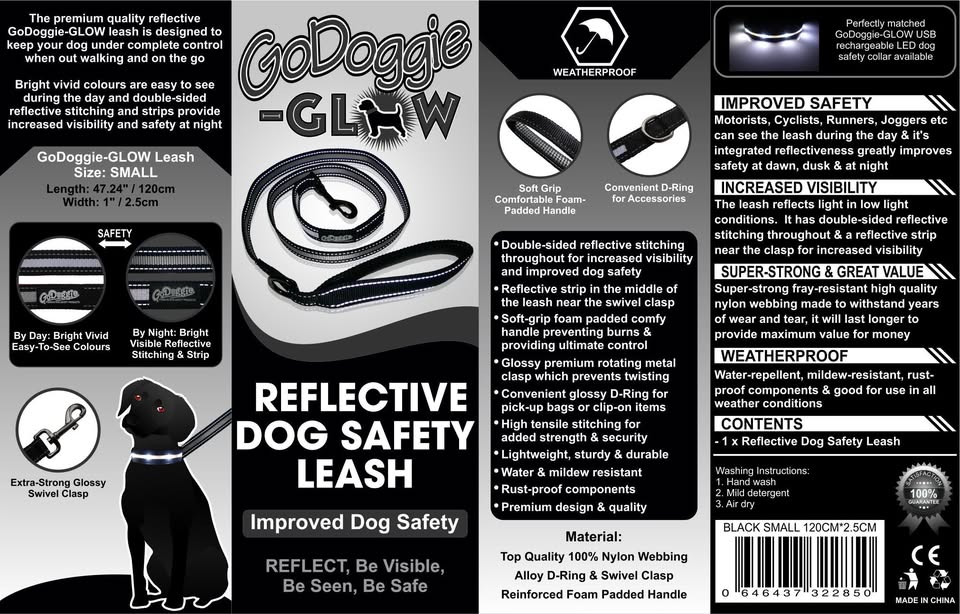 The premium quality reflective
GoDoggie-GLOW leash is designed to
keep your dog under complete control
when out walking and on the go
Bright vivid colours are easy to see
during the day and double-sided
reflective stitching and strips provide
increased visibility and safety at night
GoDoggie-GLOW Leash
Size: SMALL
Length: 47.24" / 120cm
Width: 1" / 2.5cm
SAFETY
GoDoggie
GoDoggie
By Day: Bright Vivid
Easy-To-See Colours
By Night: Bright
Visible Reflective
Stitching & Strip
Extra-Strong Glossy
Swivel Clasp
GoDoggie
-GLOW
REFLECTIVE
DOG SAFETY
LEASH
Improved Dog Safety
REFLECT, Be Visible,
Be Seen, Be Safe
WEATHERPROOF
Soft Grip
Comfortable Foam-
Padded Handle
Convenient D-Ring
for Accessories
• Double-sided reflective stitching
throughout for increased visibility
and improved dog safety
• Reflective strip in the middle of
the leash near the swivel clasp
• Soft-grip foam padded comfy
handle preventing burns &
providing ultimate control
• Glossy premium rotating metal
clasp which prevents twisting
• Convenient glossy D-Ring for
pick-up bags or clip-on items
• High tensile stitching for
added strength & security
• Lightweight, sturdy & durable
• Water & mildew resistant
• Rust-proof components
• Premium design & quality
Material:
Top Quality 100% Nylon Webbing
Alloy D-Ring & Swivel Clasp
Reinforced Foam Padded Handle
Perfectly matched
GoDoggie-GLOW USB
rechargeable LED dog
safety collar available
IMPROVED SAFETY
Motorists, Cyclists, Runners, Joggers etc
can see the leash during the day & it's
integrated reflectiveness greatly improves
safety at dawn, dusk & at night
INCREASED VISIBILITY
The leash reflects light in low light
conditions. It has double-sided reflective
stitching throughout & a reflective strip
near the clasp for increased visibility
SUPER-STRONG & GREAT VALUE
Super-strong fray-resistant high quality
nylon webbing made to withstand years
of wear and tear, it will last longer to
provide maximum value for money
WEATHERPROOF
Water-repellent, mildew-resistant, rust-
proof components & good for use in all
weather conditions
CONTENTS
- 1 x Reflective Dog Safety Leash
Washing Instructions:
1. Hand wash
2. Mild detergent
3. Air dry
SATISFACTION
100%
GUARANTEE
BLACK SMALL 120CM*2.5CM
0 646437 322850
CE
MADE IN CHINA